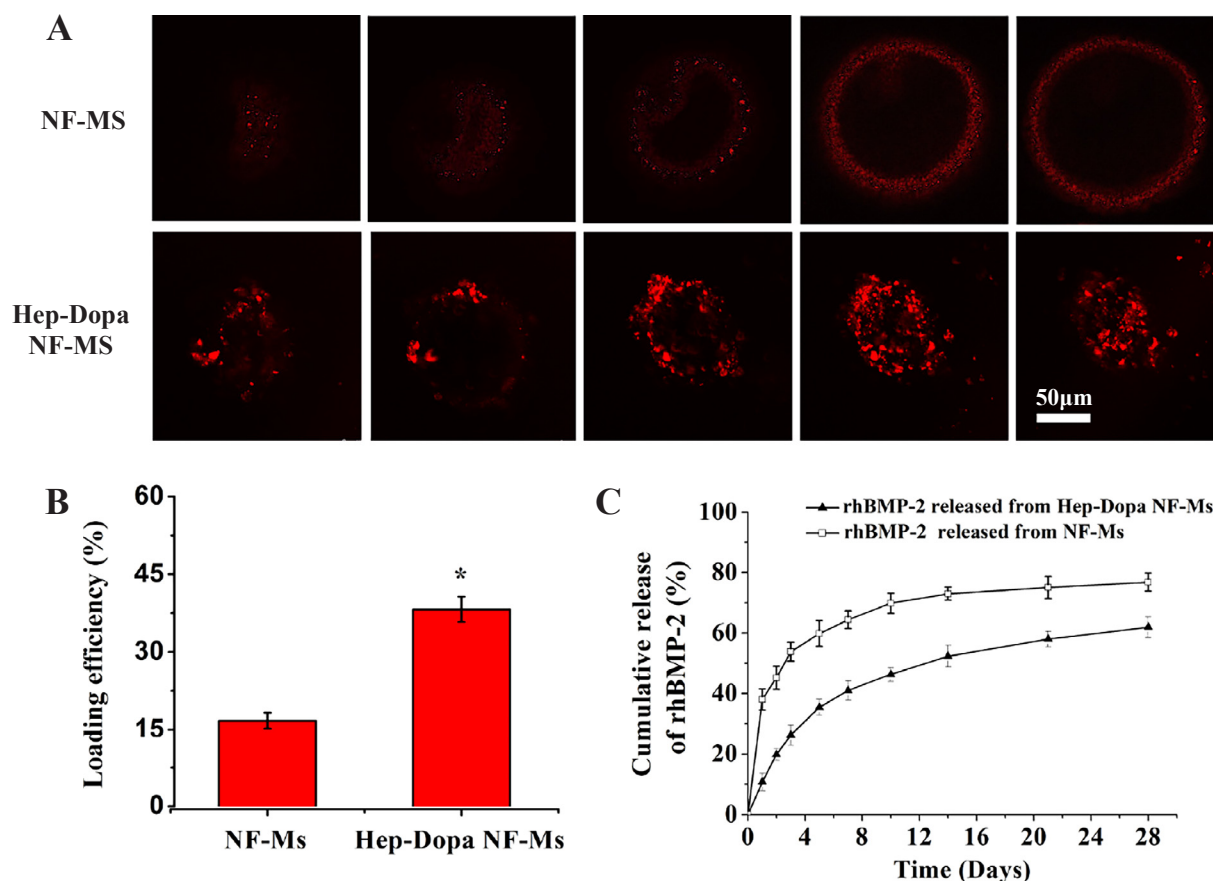 A
NF-MS
Hep-Dopa
NF-MS
50μm
B
Loading efficiency (%)
60
45
30
15
0
*
NF-Ms
Hep-Dopa NF-Ms
C
Cumulative release
of rhBMP-2 (%)
100
80
60
40
20
0
rhBMP-2 released from Hep-Dopa NF-Ms
rhBMP-2 released from NF-Ms
0 4 8 12 16 20 24 28
Time (Days)